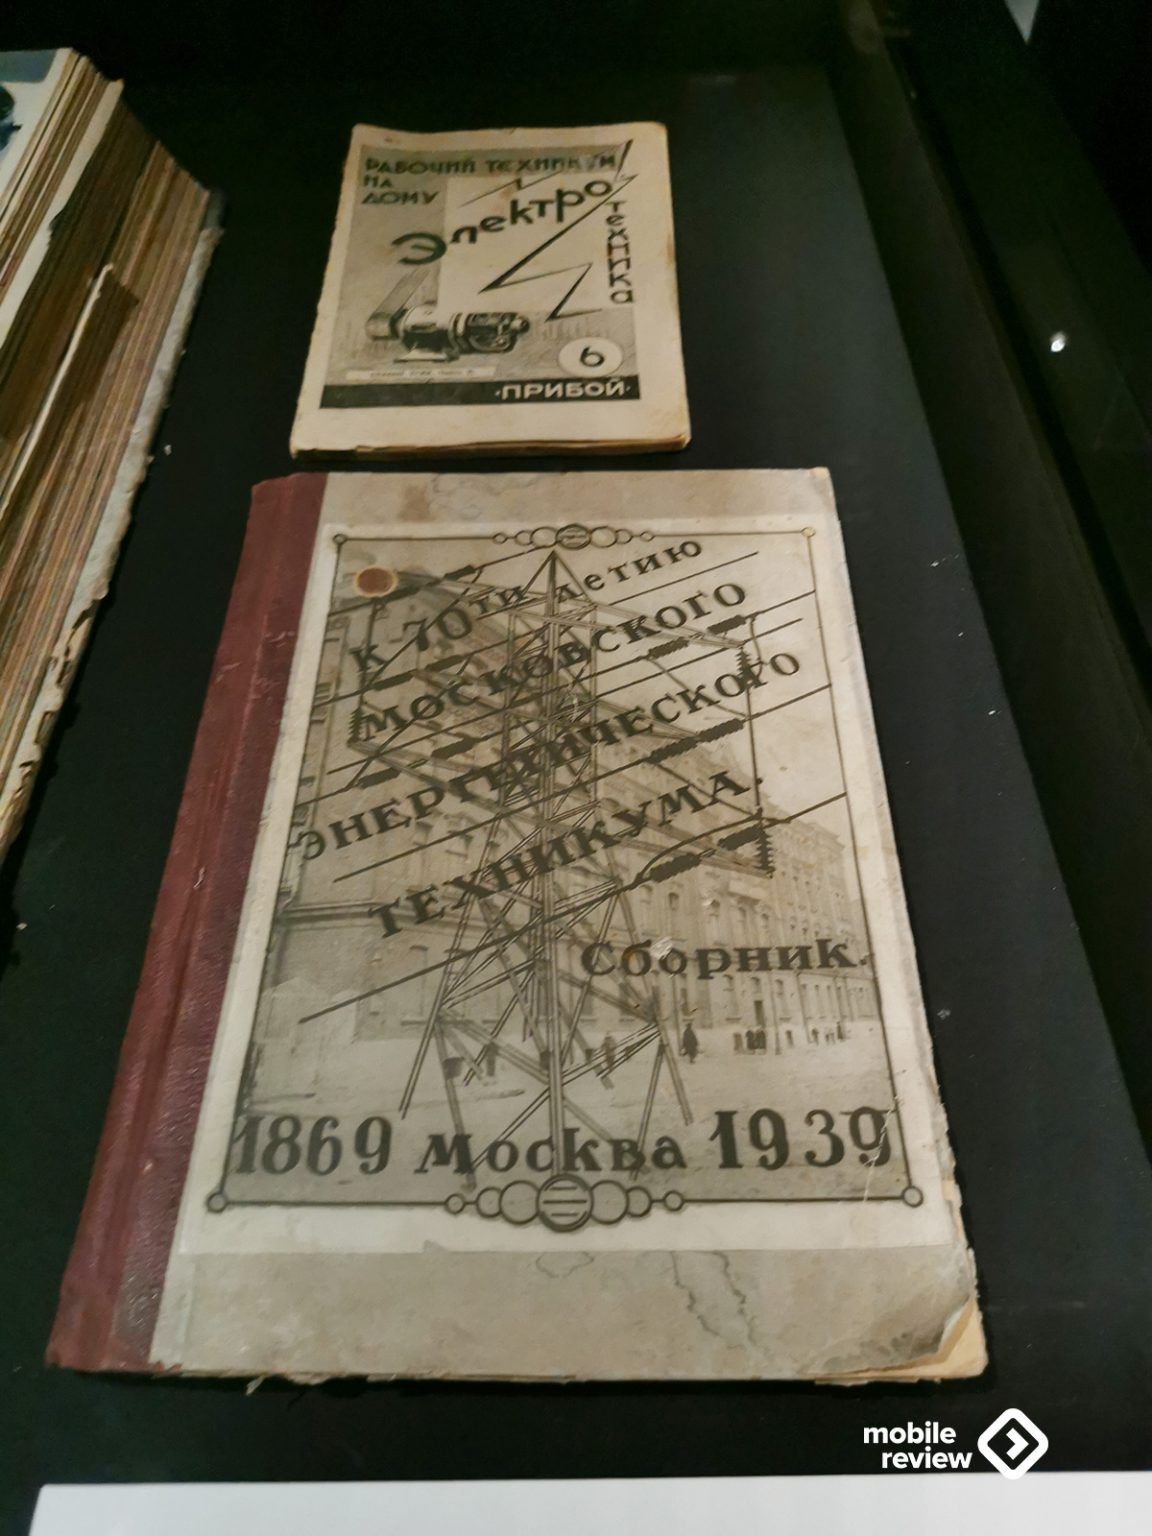 РАБОЧИЙ ТЕХНИКУМ
НА
ДОМУ
Электро
техника
6
·ПРИБОЙ·
К 70ти летию
МОСКОВСКОГО
ЭНЕРГЕТИЧЕСКОГО
ТЕХНИКУМА.
Сборник.
1869 Москва 1939
mobile
review